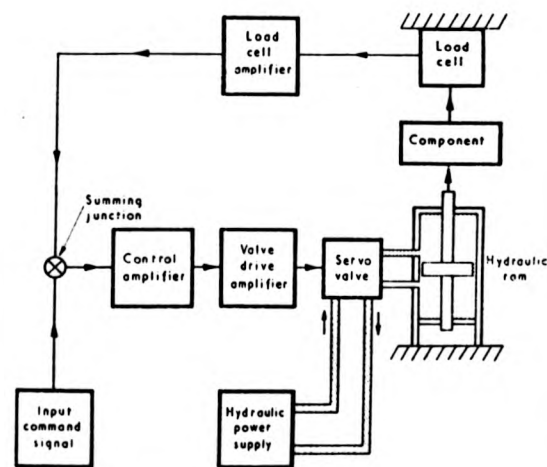 Load
cell
amplifier
Load
cell
Component
Summing
junction
Control
amplifier
Valve
drive
amplifier
Servo
valve
Hydraulic
ram
Input
command
signal
Hydraulic
power
supply